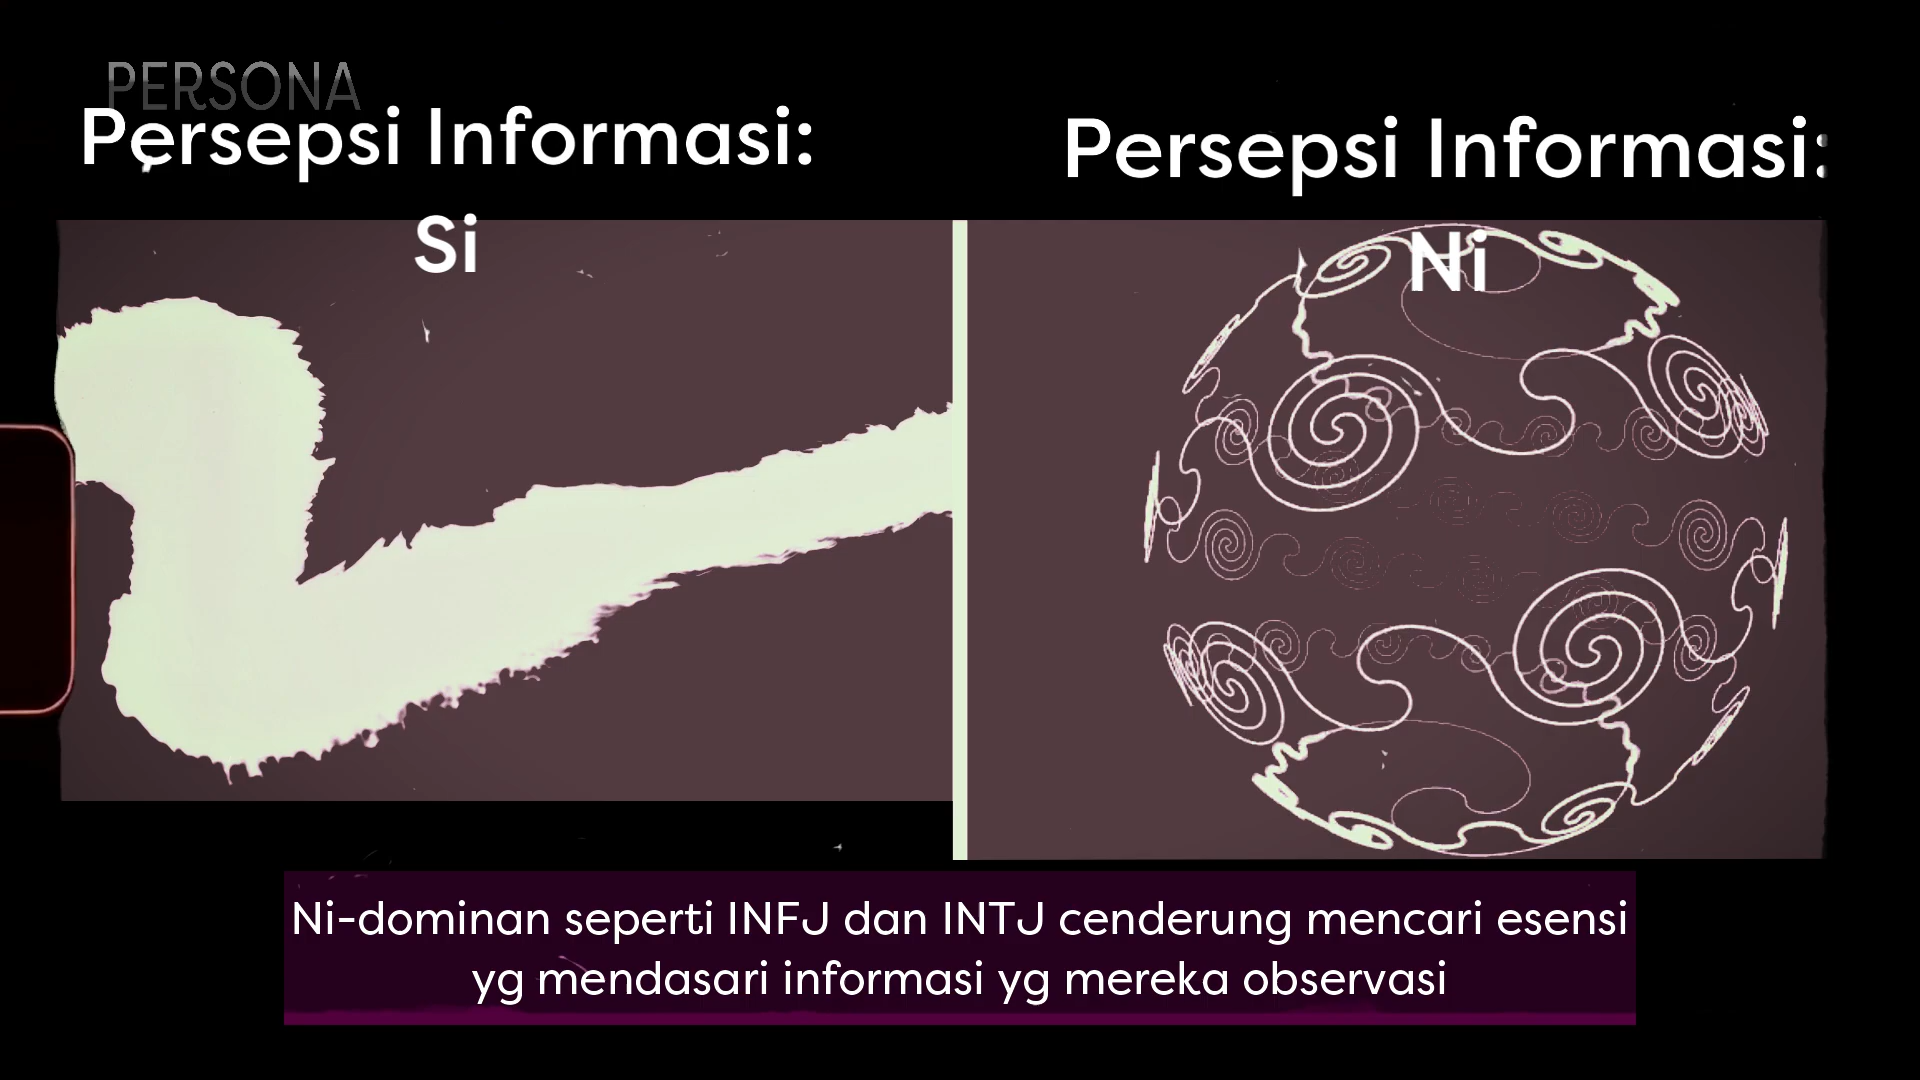 PERSONA
Persepsi Informasi:
Si
Persepsi Informasi:
Ni
Ni-dominan seperti INFJ dan INTJ cenderung mencari esensi
yg mendasari informasi yg mereka observasi